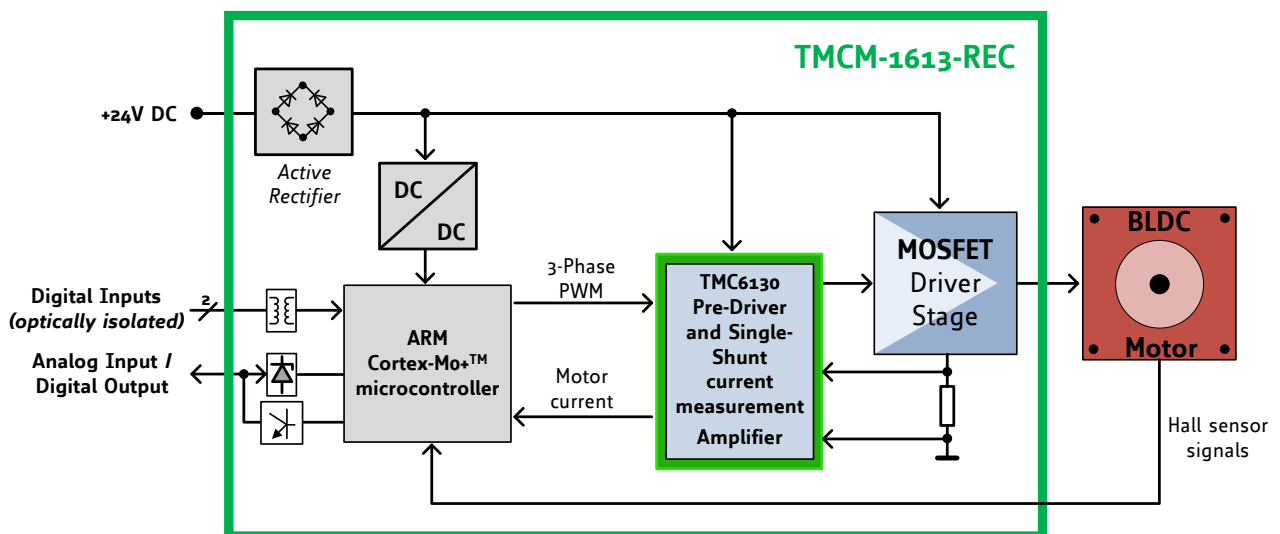 TMCM-1613-REC
+24V DC
Active
Rectifier
DC
DC
3-Phase
PWM
Digital Inputs
(optically isolated)
2
Analog Input /
Digital Output
ARM
Cortex-M0+™
microcontroller
Motor
current
TMC6130
Pre-Driver
and Single-
Shunt
current
measurement
Amplifier
MOSFET
Driver
Stage
BLDC
Motor
Hall sensor
signals